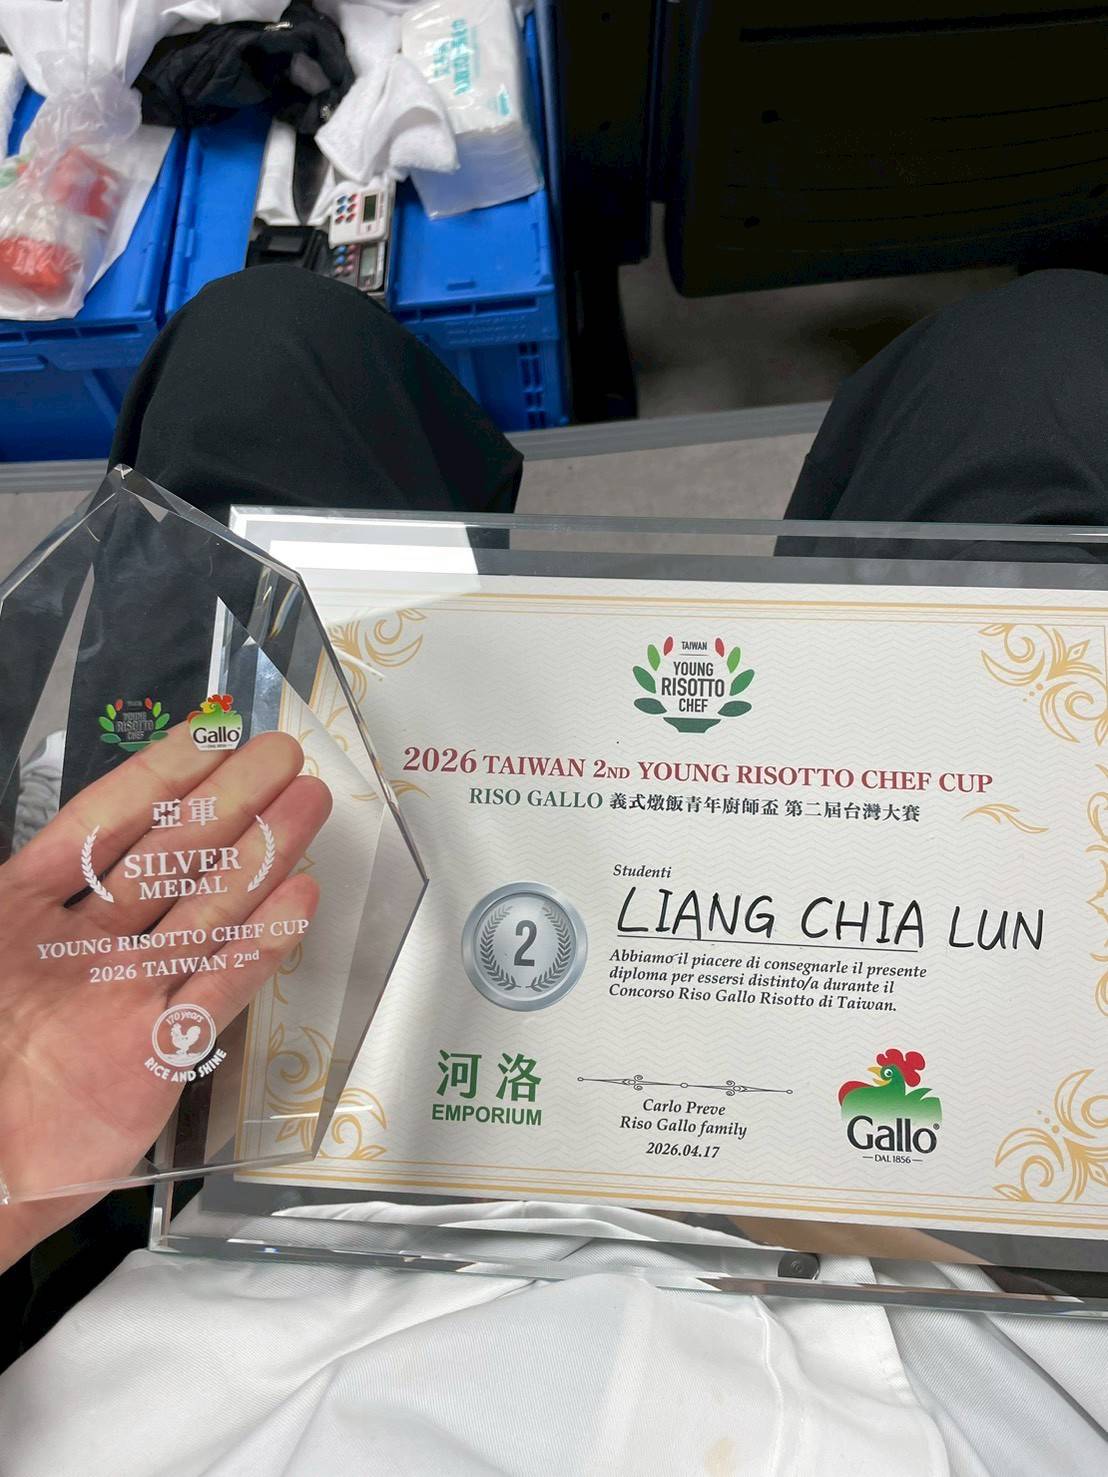 TAIWAN
YOUNG
RISOTTO
CHEF
2026 TAIWAN 2ND YOUNG RISOTTO CHEF CUP
RISO GALLO 義式燉飯青年廚師盃 第二屆台灣大賽
Studenti
LIANG CHIA LUN
2
Abbiamo il piacere di consegnarle il presente
diploma per essersi distinto/a durante il
Concorso Riso Gallo Risotto di Taiwan.
河洛
EMPORIUM
Carlo Preve
Riso Gallo family
2026.04.17
Gallo®
DAL 1856
YOUNG
RISOTTO
CHEF
Gallo
亞軍
SILVER
MEDAL
YOUNG RISOTTO CHEF CUP
2026 TAIWAN 2nd
170 years
RICE AND SHINE